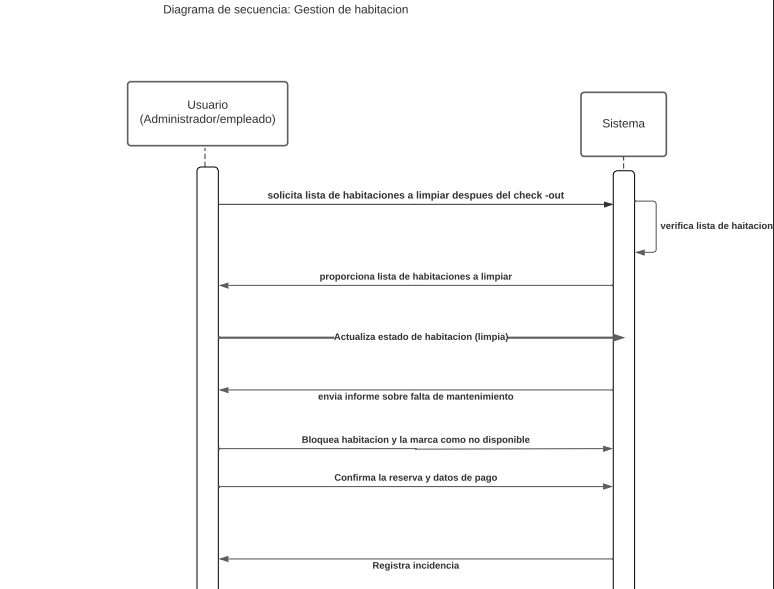 Diagrama de secuencia: Gestion de habitacion
Usuario
(Administrador/empleado)
Sistema
solicita lista de habitaciones a limpiar despues del check -out
verifica lista de haitacion
proporciona lista de habitaciones a limpiar
Actualiza estado de habitacion (limpia)
envia informe sobre falta de mantenimiento
Bloquea habitacion y la marca como no disponible
Confirma la reserva y datos de pago
Registra incidencia